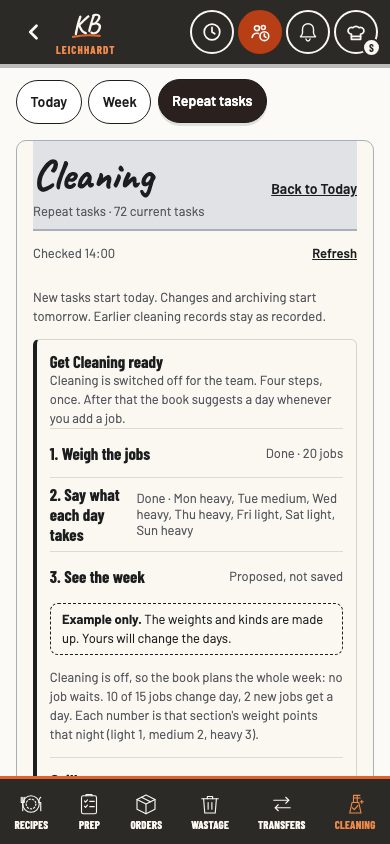 KB
LEICHHARDT
S
Today
Week
Repeat tasks
Cleaning
Back to Today
Repeat tasks · 72 current tasks
Checked 14:00
Refresh
New tasks start today. Changes and archiving start
tomorrow. Earlier cleaning records stay as recorded.
Get Cleaning ready
Cleaning is switched off for the team. Four steps,
once. After that the book suggests a day whenever
you add a job.
1. Weigh the jobs
Done · 20 jobs
2. Say what
each day
takes
Done · Mon heavy, Tue medium, Wed
heavy, Thu heavy, Fri light, Sat light,
Sun heavy
3. See the week
Proposed, not saved
Example only. The weights and kinds are made
up. Yours will change the days.
Cleaning is off, so the book plans the whole week: no
job waits. 10 of 15 jobs change day, 2 new jobs get a
day. Each number is that section's weight points
that night (light 1, medium 2, heavy 3).
RECIPES
PREP
ORDERS
WASTAGE
TRANSFERS
CLEANING